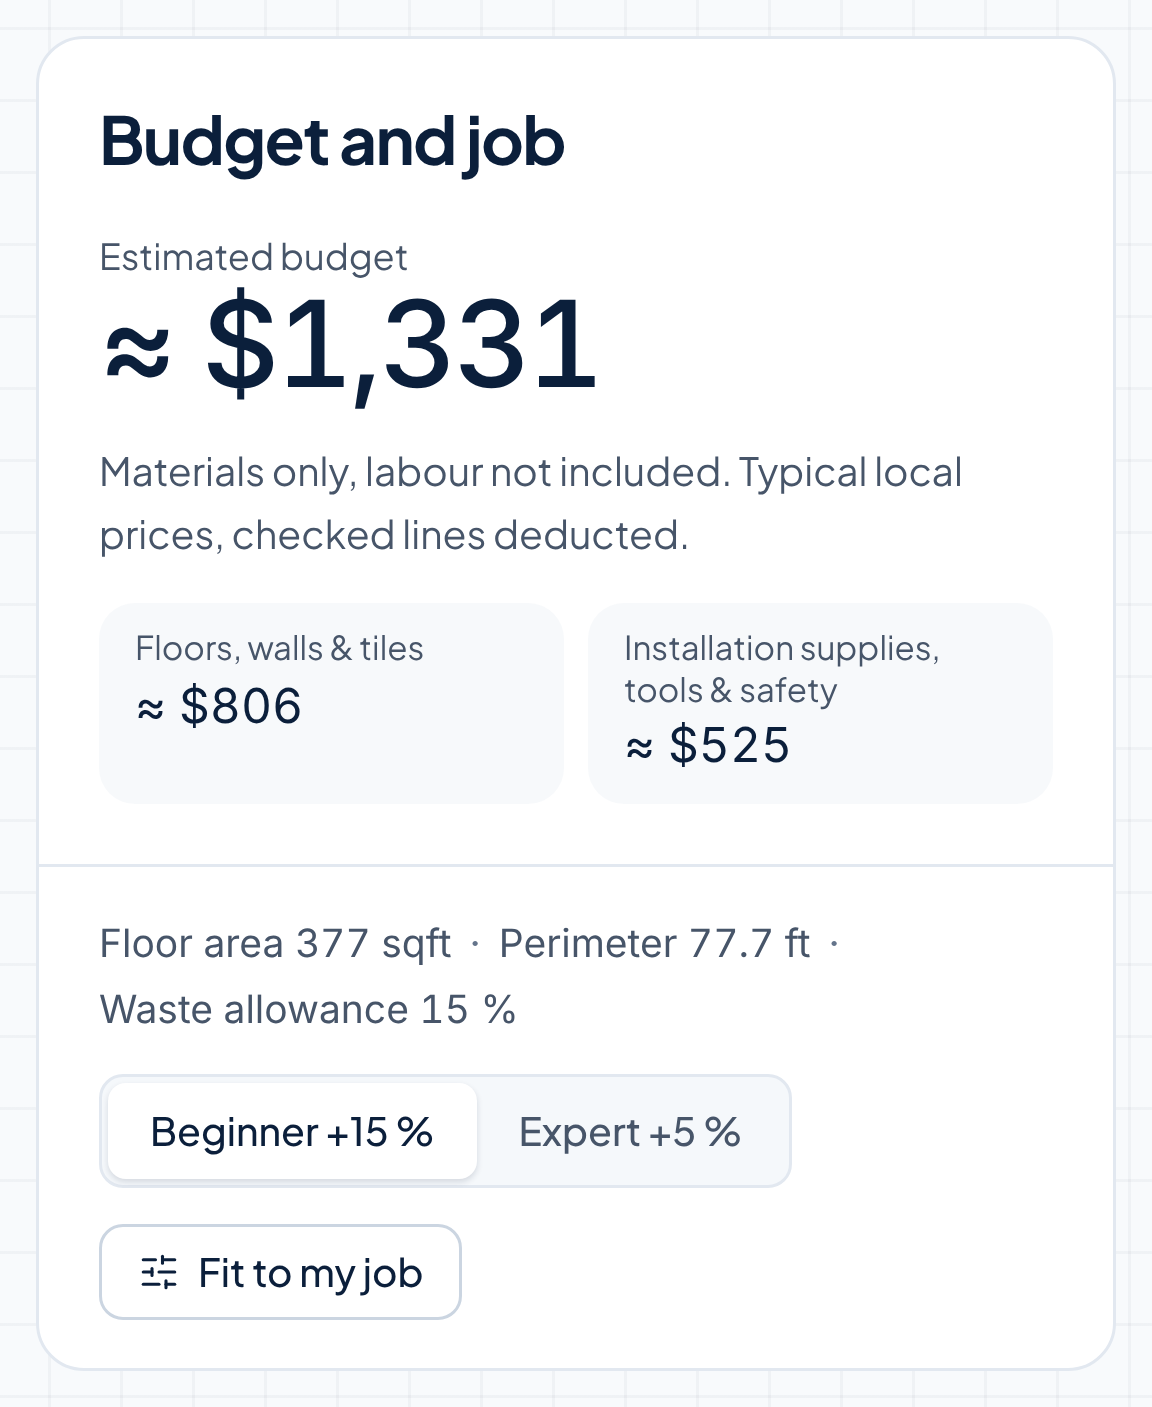 Budget and job
Estimated budget
≈ $1,331
Materials only, labour not included. Typical local
prices, checked lines deducted.
Floors, walls & tiles
≈ $806
Installation supplies,
tools & safety
≈ $525
Floor area 377 sqft · Perimeter 77.7 ft ·
Waste allowance 15 %
Beginner +15 %
Expert +5 %
Fit to my job